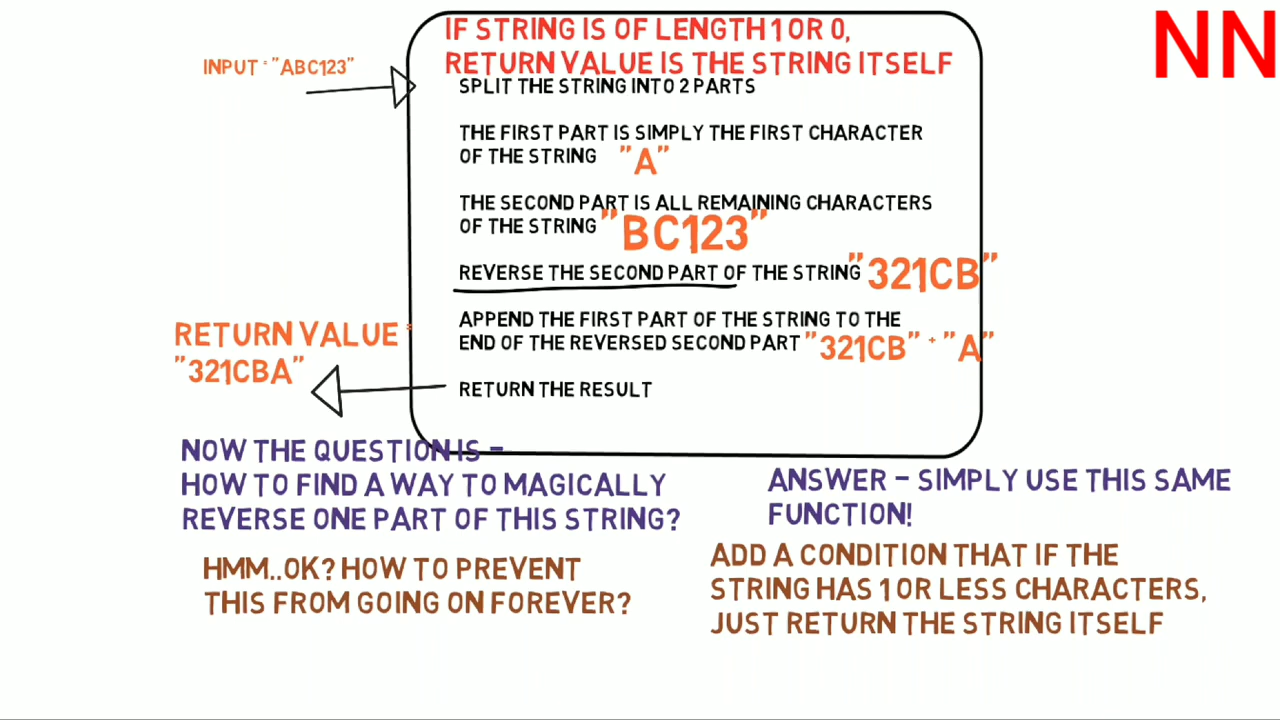 IF STRING IS OF LENGTH 1 OR 0,
RETURN VALUE IS THE STRING ITSELF
NN
INPUT = "ABC123"
SPLIT THE STRING INTO 2 PARTS
THE FIRST PART IS SIMPLY THE FIRST CHARACTER
OF THE STRING "A"
THE SECOND PART IS ALL REMAINING CHARACTERS
OF THE STRING "BC123"
REVERSE THE SECOND PART OF THE STRING "321CB"
APPEND THE FIRST PART OF THE STRING TO THE
END OF THE REVERSED SECOND PART "321CB" + "A"
RETURN VALUE =
"321CBA"
RETURN THE RESULT
NOW THE QUESTION IS -
HOW TO FIND A WAY TO MAGICALLY
REVERSE ONE PART OF THIS STRING?
ANSWER - SIMPLY USE THIS SAME
FUNCTION!
HMM..OK? HOW TO PREVENT
THIS FROM GOING ON FOREVER?
ADD A CONDITION THAT IF THE
STRING HAS 1 OR LESS CHARACTERS,
JUST RETURN THE STRING ITSELF